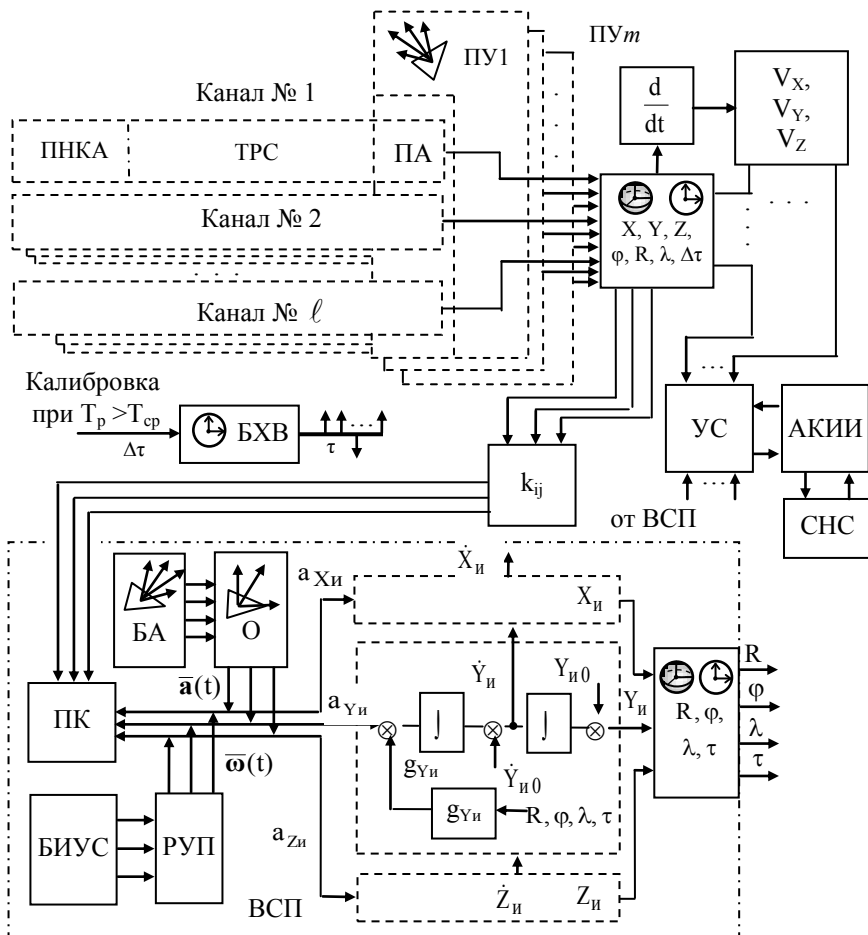 ПУ1
ПУm
Канал № 1
ПНКА
ТРС
ПА
Канал № 2
. . .
Канал № ℓ
d
dt
V_X,
V_Y,
V_Z
X, Y, Z,
φ, R, λ, Δτ
Калибровка
при T_р >T_ср
Δτ
БХВ
τ
k_ij
...
УС
АКИИ
...
от ВСП
СНС
БА
О
a_Xи
Ẋ_и
X_и
a̅(t)
ПК
a_Yи
∫
Ẏ_и
∫
Y_и0
Y_и
g_Yи
Ẏ_и0
g_Yи
R, φ, λ, τ
ω̅(t)
R, φ,
λ, τ
R
φ
λ
τ
БИУС
РУП
a_Zи
ВСП
Ż_и
Z_и